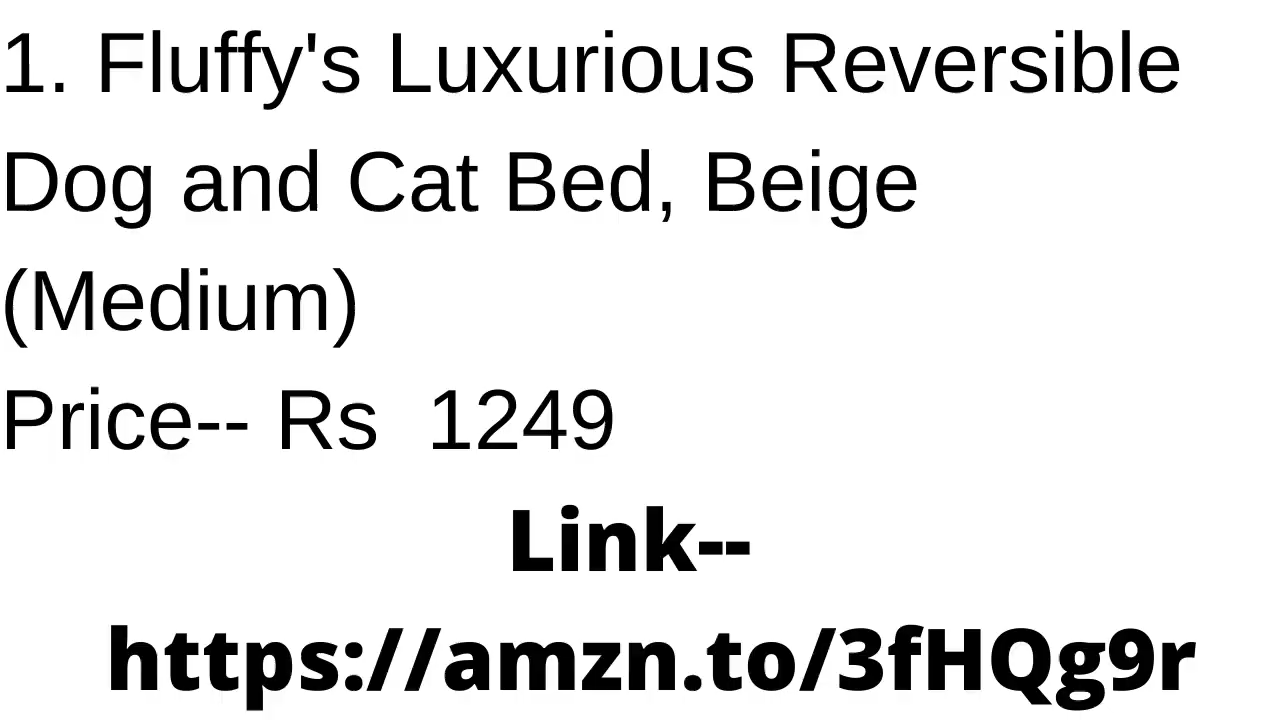 1. Fluffy's Luxurious Reversible
Dog and Cat Bed, Beige
(Medium)
Price-- Rs  1249
Link--
https://amzn.to/3fHQg9r